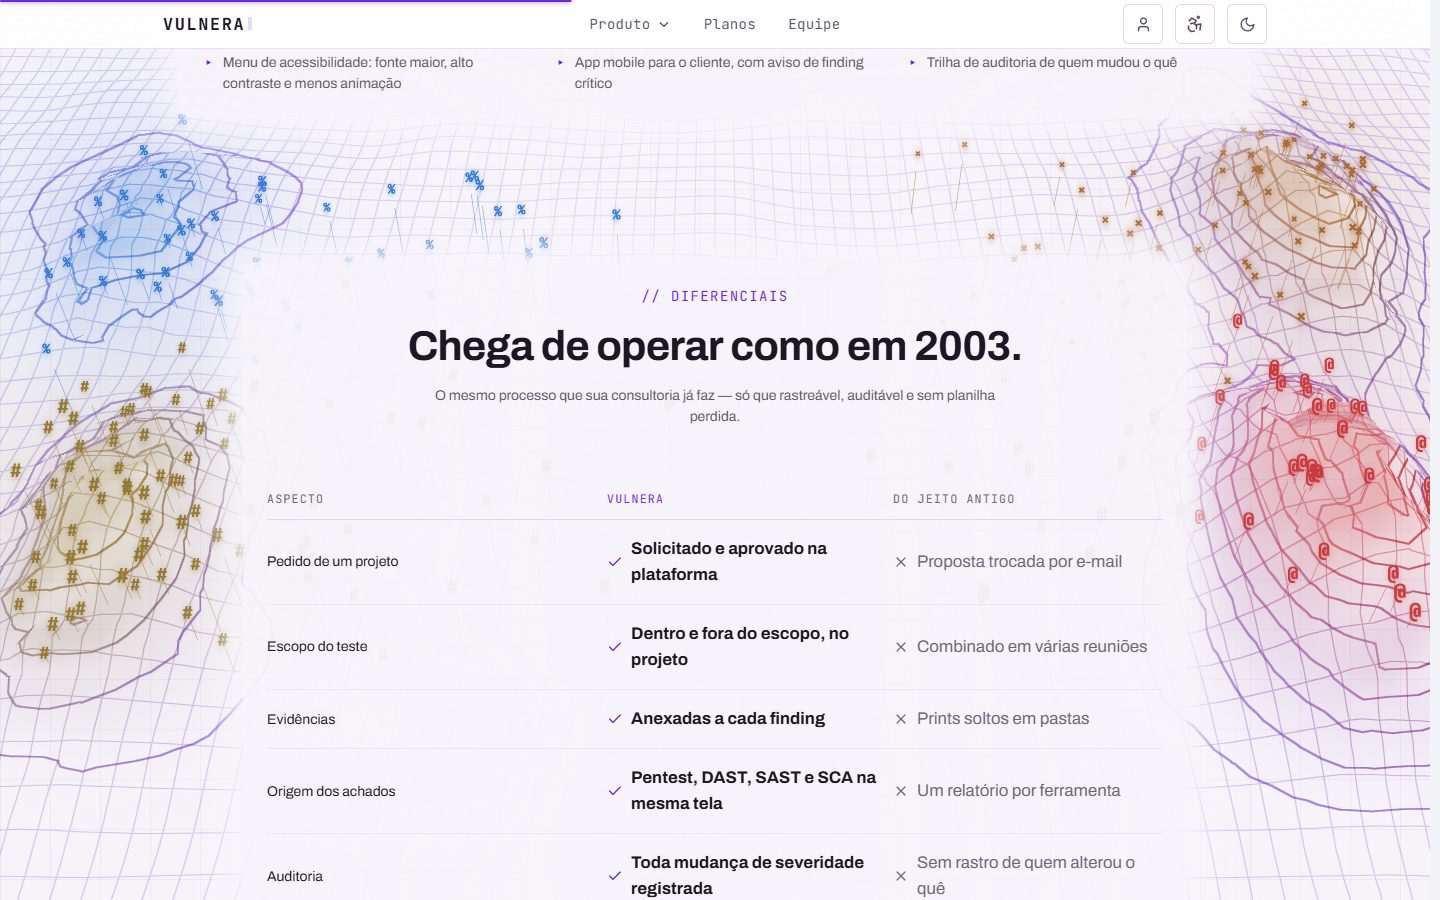 VULNERA
Produto
Planos
Equipe
Menu de acessibilidade: fonte maior, alto
contraste e menos animação
App mobile para o cliente, com aviso de finding
crítico
Trilha de auditoria de quem mudou o quê
// DIFERENCIAIS
Chega de operar como em 2003.
O mesmo processo que sua consultoria já faz — só que rastreável, auditável e sem planilha
perdida.
ASPECTO
VULNERA
DO JEITO ANTIGO
Pedido de um projeto
Solicitado e aprovado na
plataforma
Proposta trocada por e-mail
Escopo do teste
Dentro e fora do escopo, no
projeto
Combinado em várias reuniões
Evidências
Anexadas a cada finding
Prints soltos em pastas
Origem dos achados
Pentest, DAST, SAST e SCA na
mesma tela
Um relatório por ferramenta
Auditoria
Toda mudança de severidade
registrada
Sem rastro de quem alterou o
quê